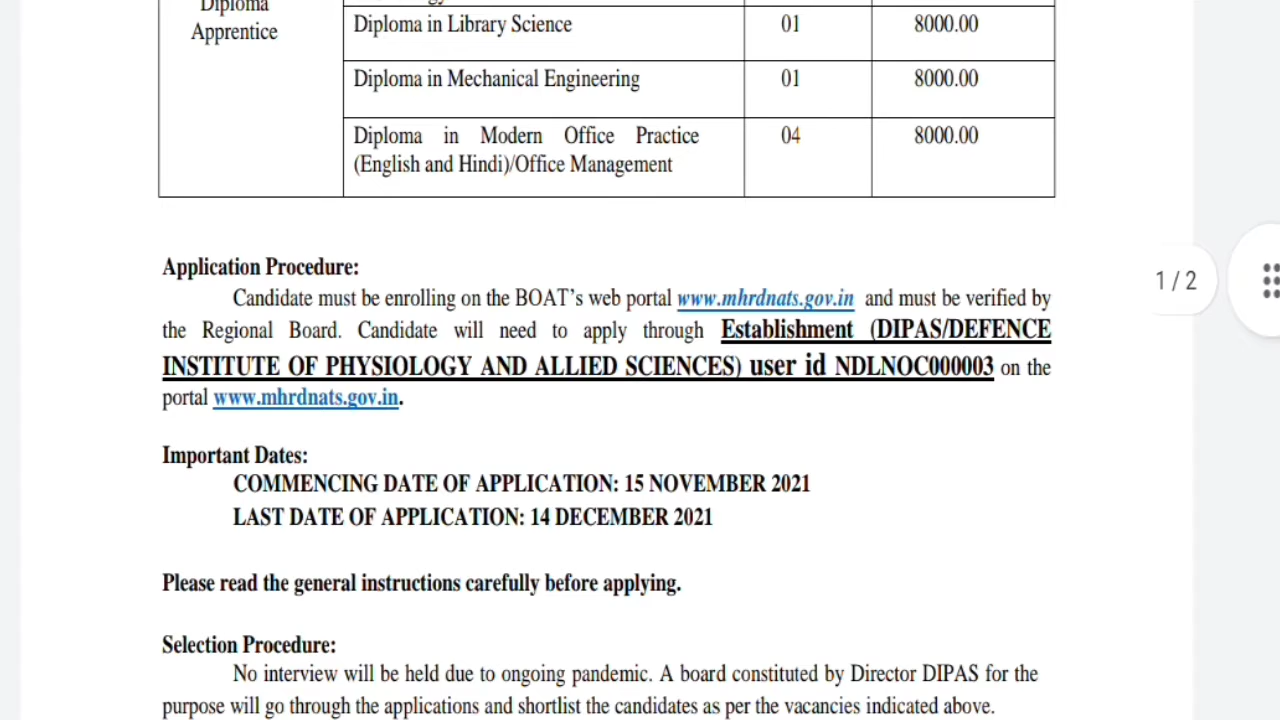 Diploma
Apprentice
Diploma in Library Science 01 8000.00
Diploma in Mechanical Engineering 01 8000.00
Diploma in Modern Office Practice 04 8000.00
(English and Hindi)/Office Management
Application Procedure:
Candidate must be enrolling on the BOAT's web portal www.mhrdnats.gov.in and must be verified by
the Regional Board. Candidate will need to apply through Establishment (DIPAS/DEFENCE
INSTITUTE OF PHYSIOLOGY AND ALLIED SCIENCES) user id NDLNOC000003 on the
portal www.mhrdnats.gov.in.
1 / 2
Important Dates:
COMMENCING DATE OF APPLICATION: 15 NOVEMBER 2021
LAST DATE OF APPLICATION: 14 DECEMBER 2021
Please read the general instructions carefully before applying.
Selection Procedure:
No interview will be held due to ongoing pandemic. A board constituted by Director DIPAS for the
purpose will go through the applications and shortlist the candidates as per the vacancies indicated above.